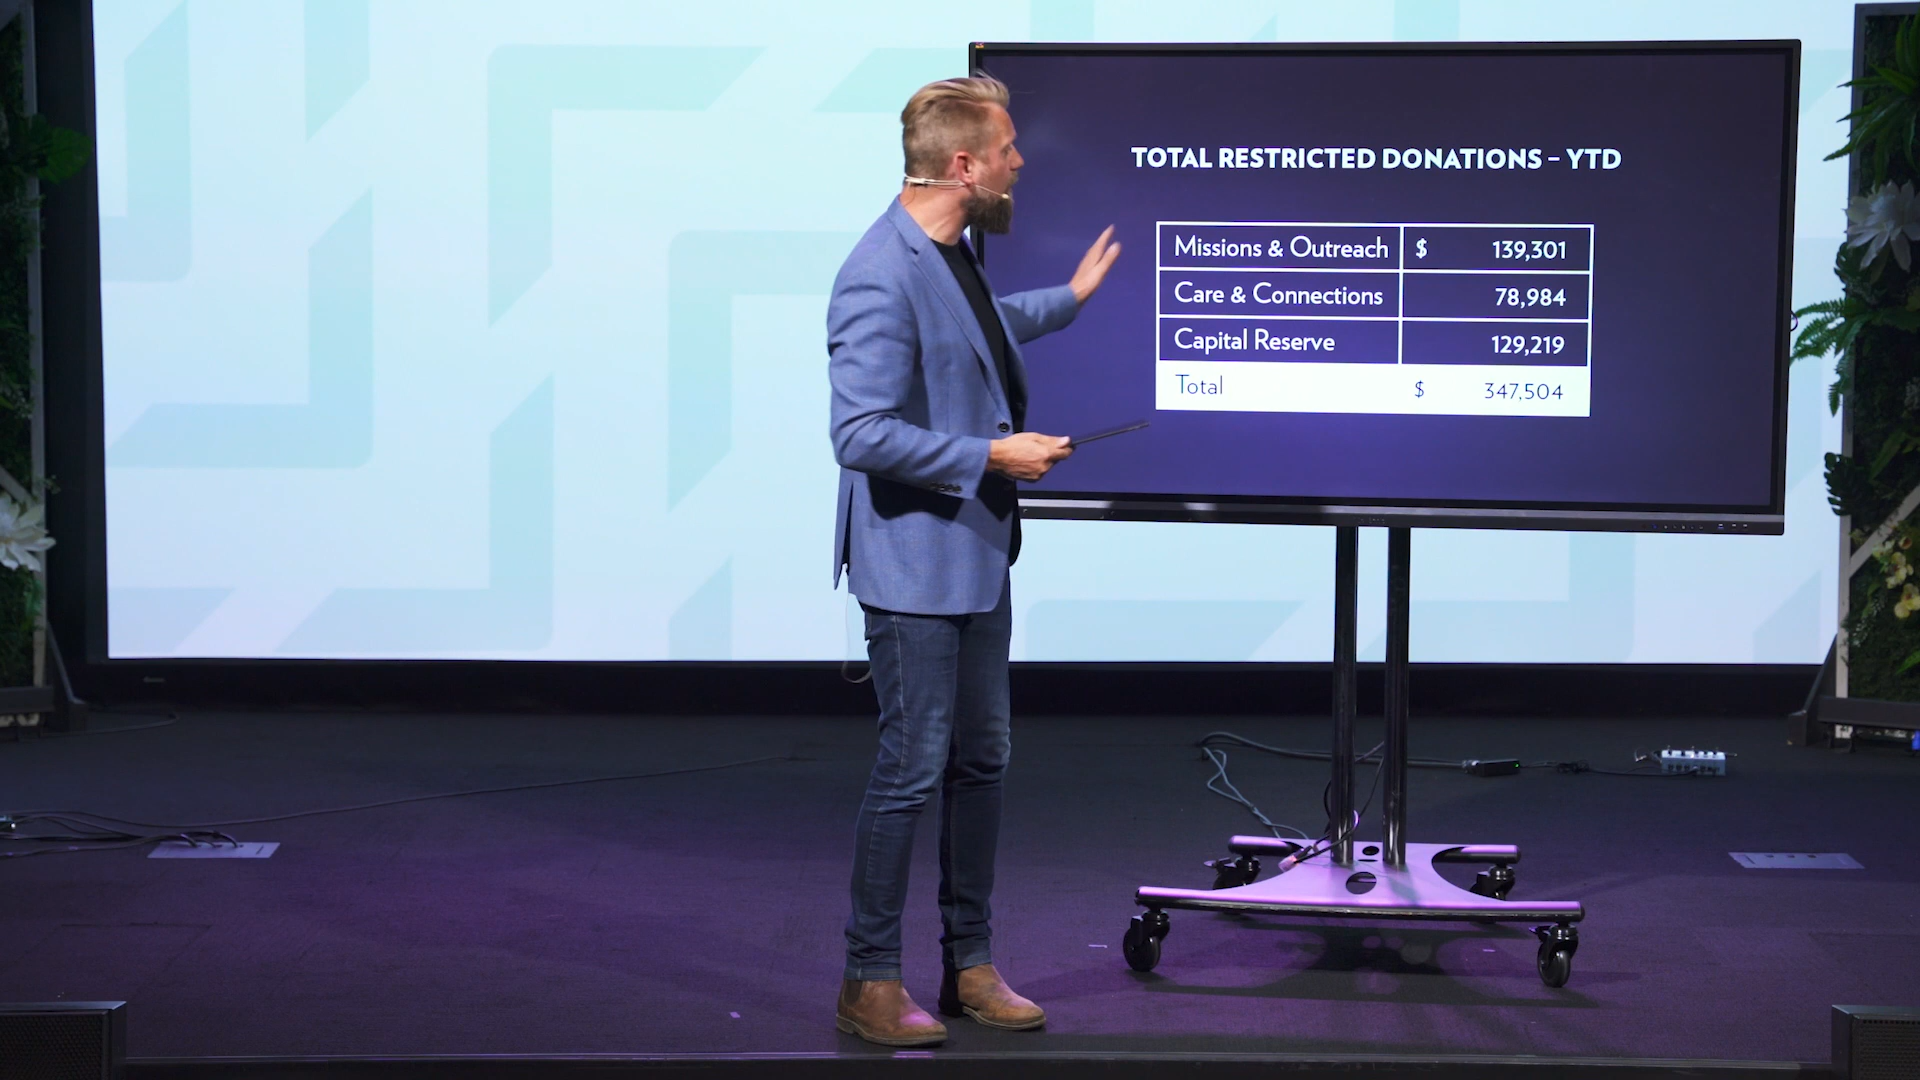 TOTAL RESTRICTED DONATIONS – YTD
Missions & Outreach $ 139,301
Care & Connections 78,984
Capital Reserve 129,219
Total $ 347,504